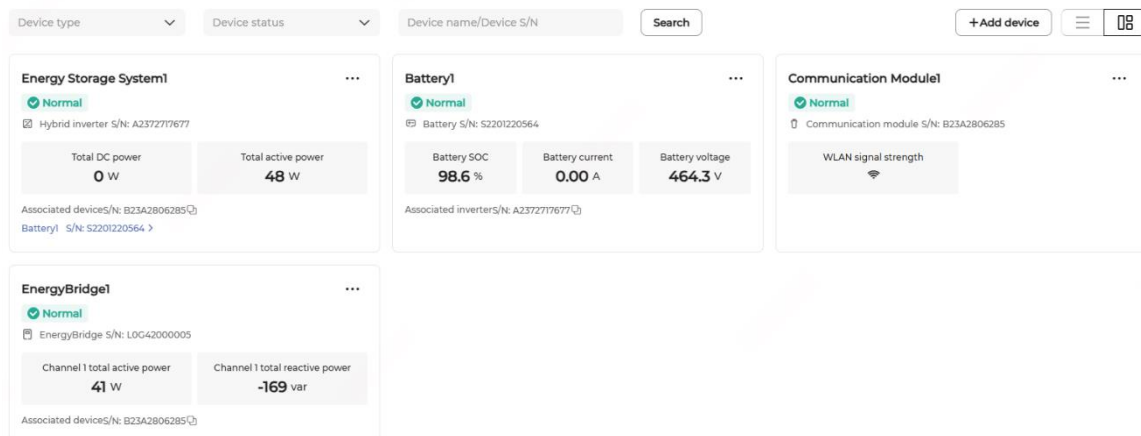 Device type
Device status
Device name/Device S/N
Search
+Add device
Energy Storage System1
...
Normal
Hybrid inverter S/N: A2372717677
Total DC power
0 W
Total active power
48 W
Associated deviceS/N: B23A2806285
Battery1 S/N: S2201220564 >
Battery1
...
Normal
Battery S/N: S2201220564
Battery SOC
98.6 %
Battery current
0.00 A
Battery voltage
464.3 V
Associated inverterS/N: A2372717677
Communication Module1
...
Normal
Communication module S/N: B23A2806285
WLAN signal strength
EnergyBridge1
...
Normal
EnergyBridge S/N: L0G42000005
Channel 1 total active power
41 W
Channel 1 total reactive power
-169 var
Associated deviceS/N: B23A2806285